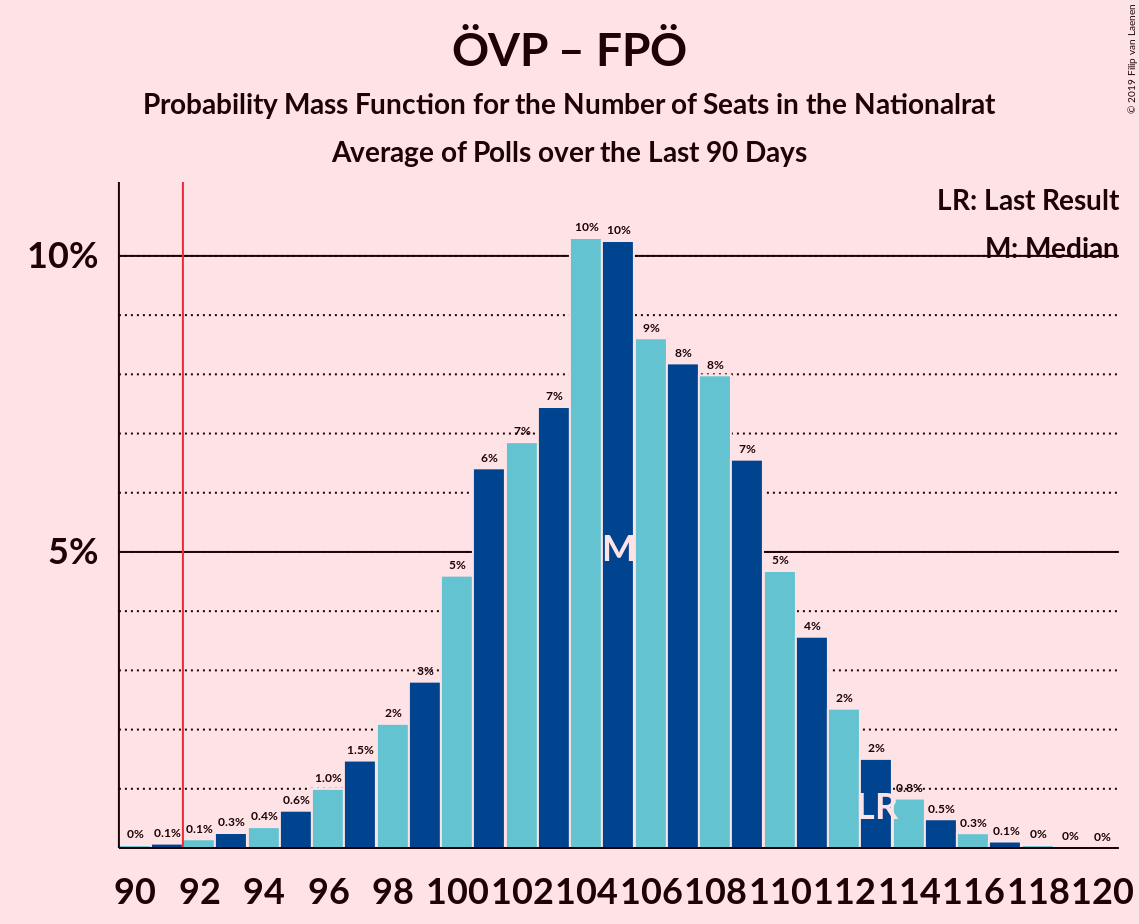 ÖVP – FPÖ
Probability Mass Function for the Number of Seats in the Nationalrat
Average of Polls over the Last 90 Days
© 2019 Filip van Laenen
LR: Last Result
M: Median
10%
5%
0% 0.1% 0.1% 0.3% 0.4% 0.6% 1.0% 1.5% 2% 3% 5% 6% 7% 7% 10% 10% 9% 8% 8% 7% 5% 4% 2% 2% 0.8% 0.5% 0.3% 0.1% 0% 0% 0%
M
LR
90 92 94 96 98 100 102 104 106 108 110 112 114 116 118 120